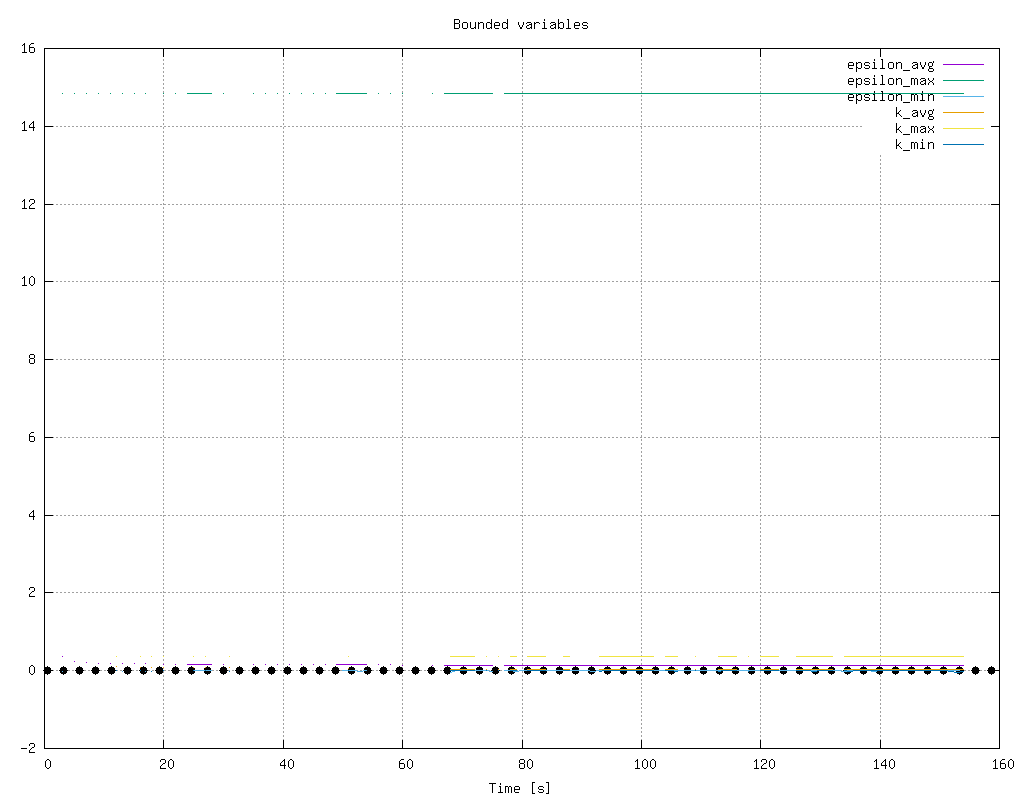 Bounded variables
16
14
12
10
8
6
4
2
0
-2
epsilon_avg
epsilon_max
epsilon_min
k_avg
k_max
k_min
0 20 40 60 80 100 120 140 160
Time [s]